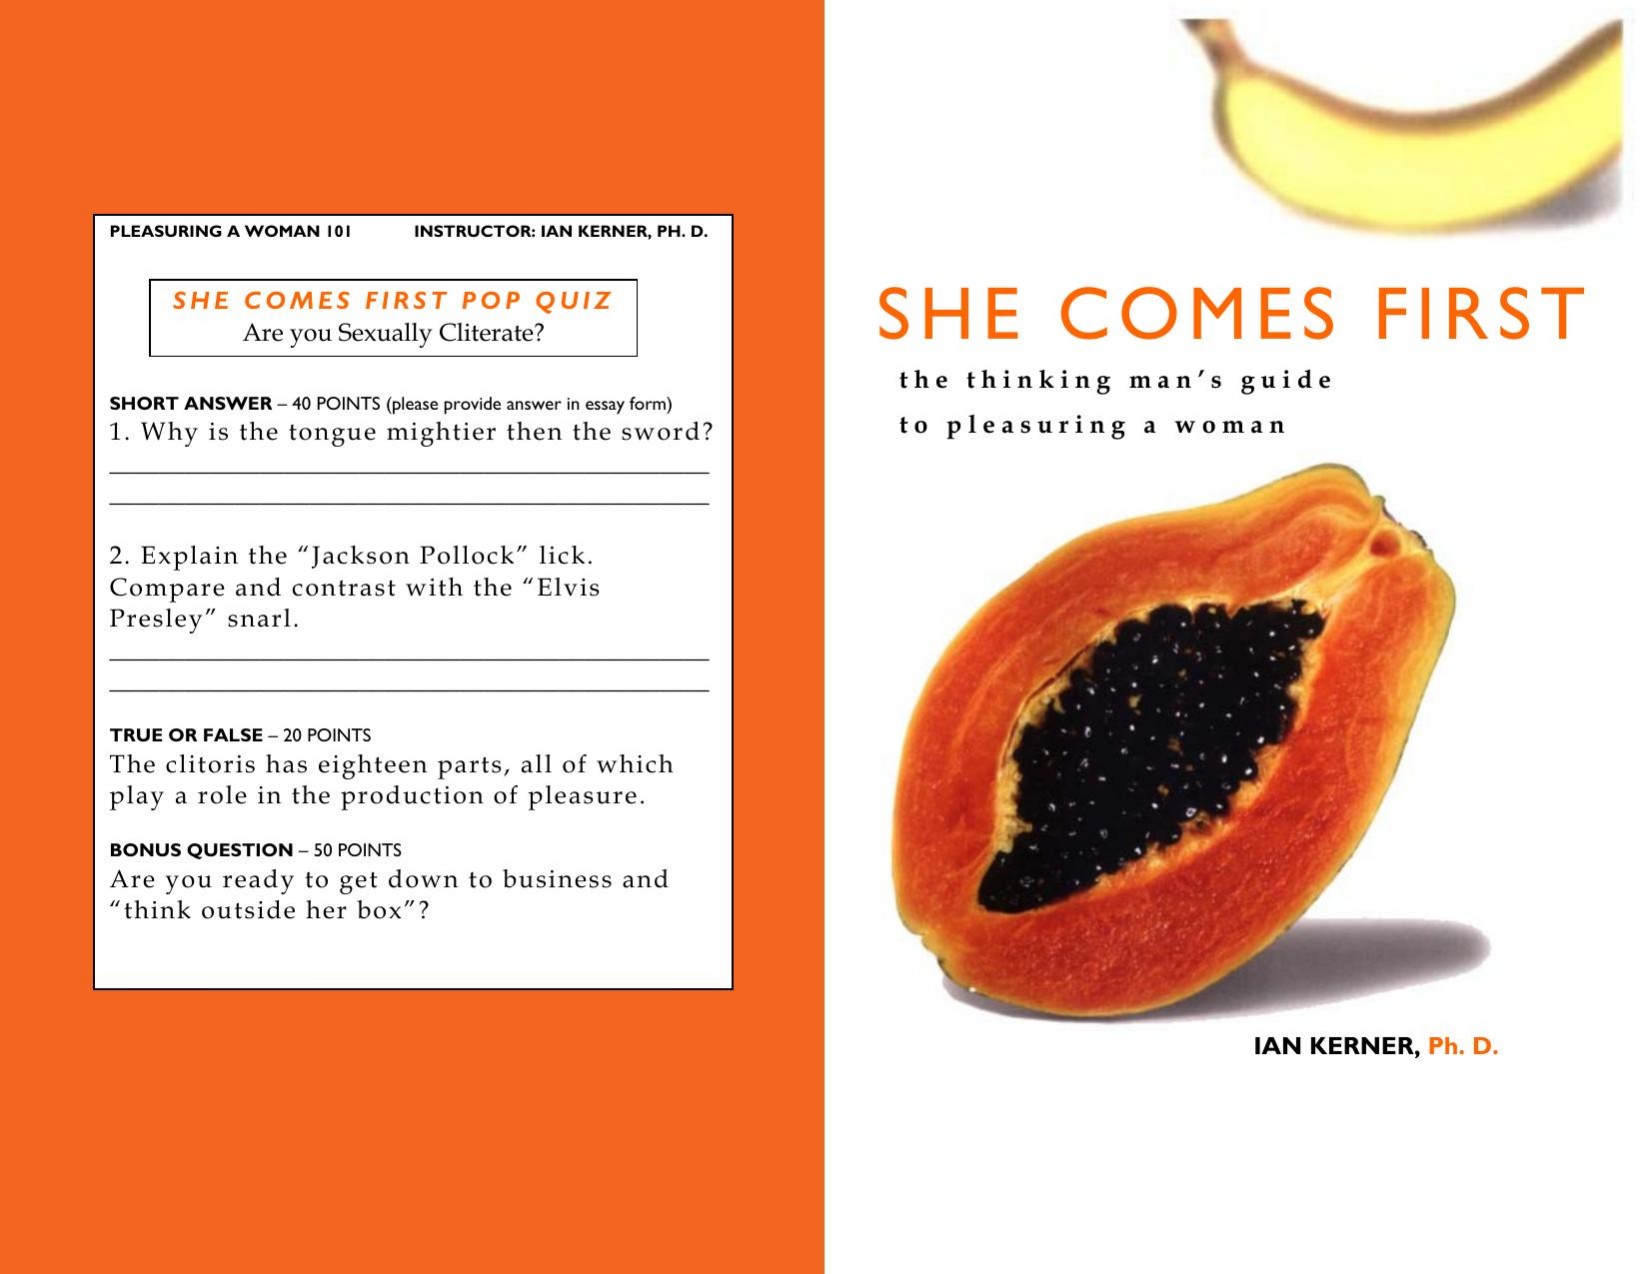 PLEASURING A WOMAN 101 INSTRUCTOR: IAN KERNER, PH. D.
SHE COMES FIRST POP QUIZ
Are you Sexually Cliterate?
SHORT ANSWER – 40 POINTS (please provide answer in essay form)
1. Why is the tongue mightier then the sword?
2. Explain the “Jackson Pollock” lick.
Compare and contrast with the “Elvis
Presley” snarl.
TRUE OR FALSE – 20 POINTS
The clitoris has eighteen parts, all of which
play a role in the production of pleasure.
BONUS QUESTION – 50 POINTS
Are you ready to get down to business and
“think outside her box”?
SHE COMES FIRST
the thinking man’s guide
to pleasuring a woman
IAN KERNER, Ph. D.